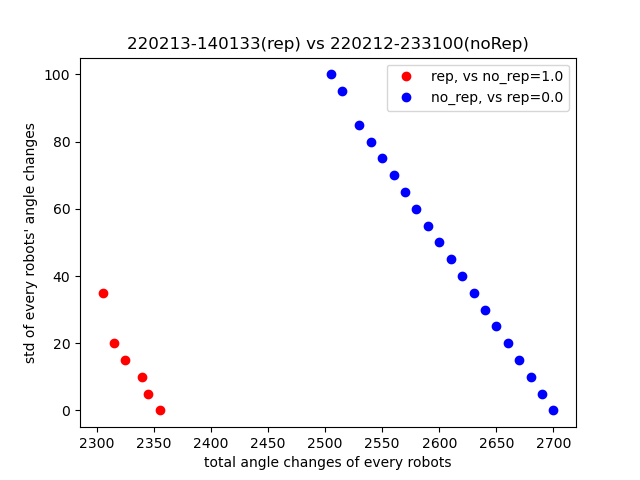 220213-140133(rep) vs 220212-233100(noRep)
rep, vs no_rep=1.0
no_rep, vs rep=0.0
100
80
60
40
20
0
std of every robots' angle changes
2300 2350 2400 2450 2500 2550 2600 2650 2700
total angle changes of every robots